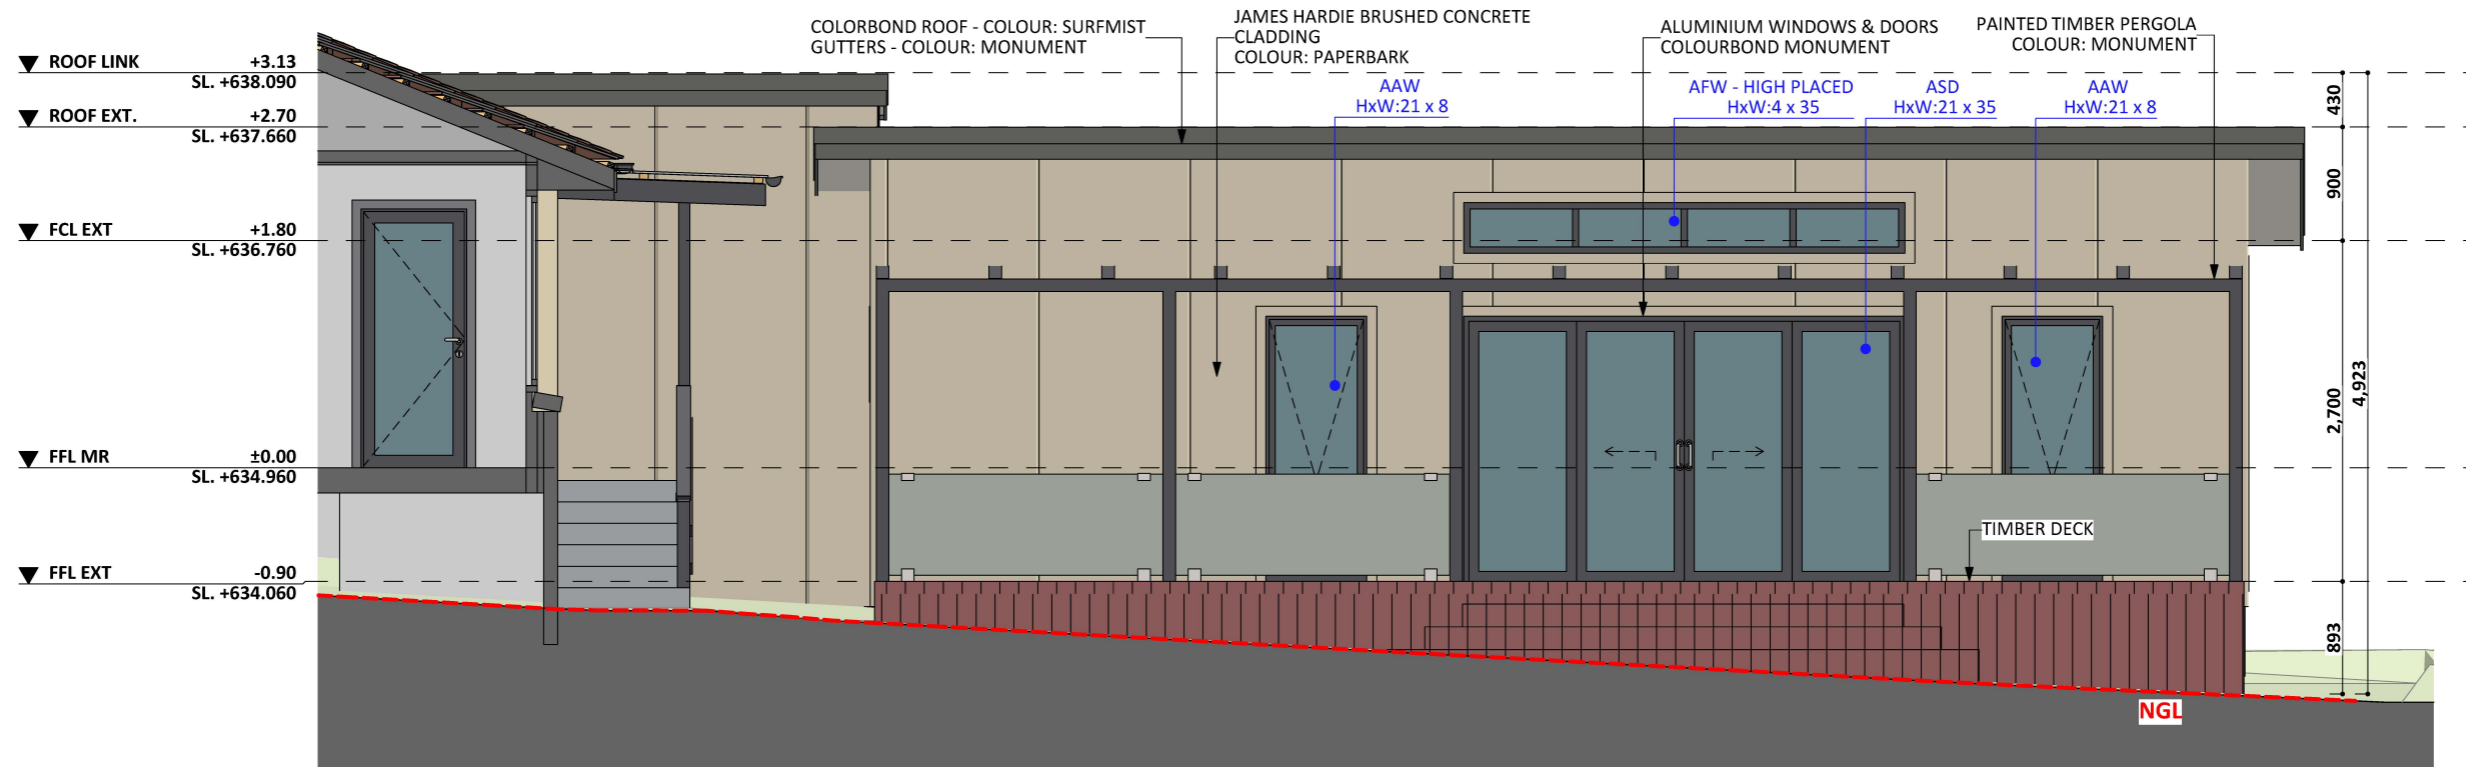 COLORBOND ROOF - COLOUR: SURFMIST
GUTTERS - COLOUR: MONUMENT
JAMES HARDIE BRUSHED CONCRETE
CLADDING
COLOUR: PAPERBARK
ALUMINIUM WINDOWS & DOORS
COLOURBOND MONUMENT
PAINTED TIMBER PERGOLA
COLOUR: MONUMENT
ROOF LINK +3.13
SL. +638.090
ROOF EXT. +2.70
SL. +637.660
FCL EXT +1.80
SL. +636.760
FFL MR ±0.00
SL. +634.960
FFL EXT -0.90
SL. +634.060
AAW
HxW:21 x 8
AFW - HIGH PLACED
HxW:4 x 35
ASD
HxW:21 x 35
AAW
HxW:21 x 8
430
900
2,700
4,923
893
TIMBER DECK
NGL